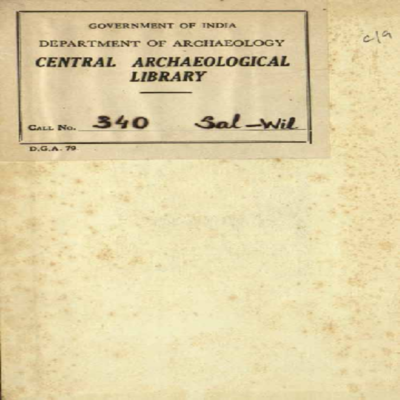 GOVERNMENT OF INDIA
DEPARTMENT OF ARCHAEOLOGY
CENTRAL ARCHAEOLOGICAL
LIBRARY
CALL No. 340 Sal-Wil
D.G.A. 79